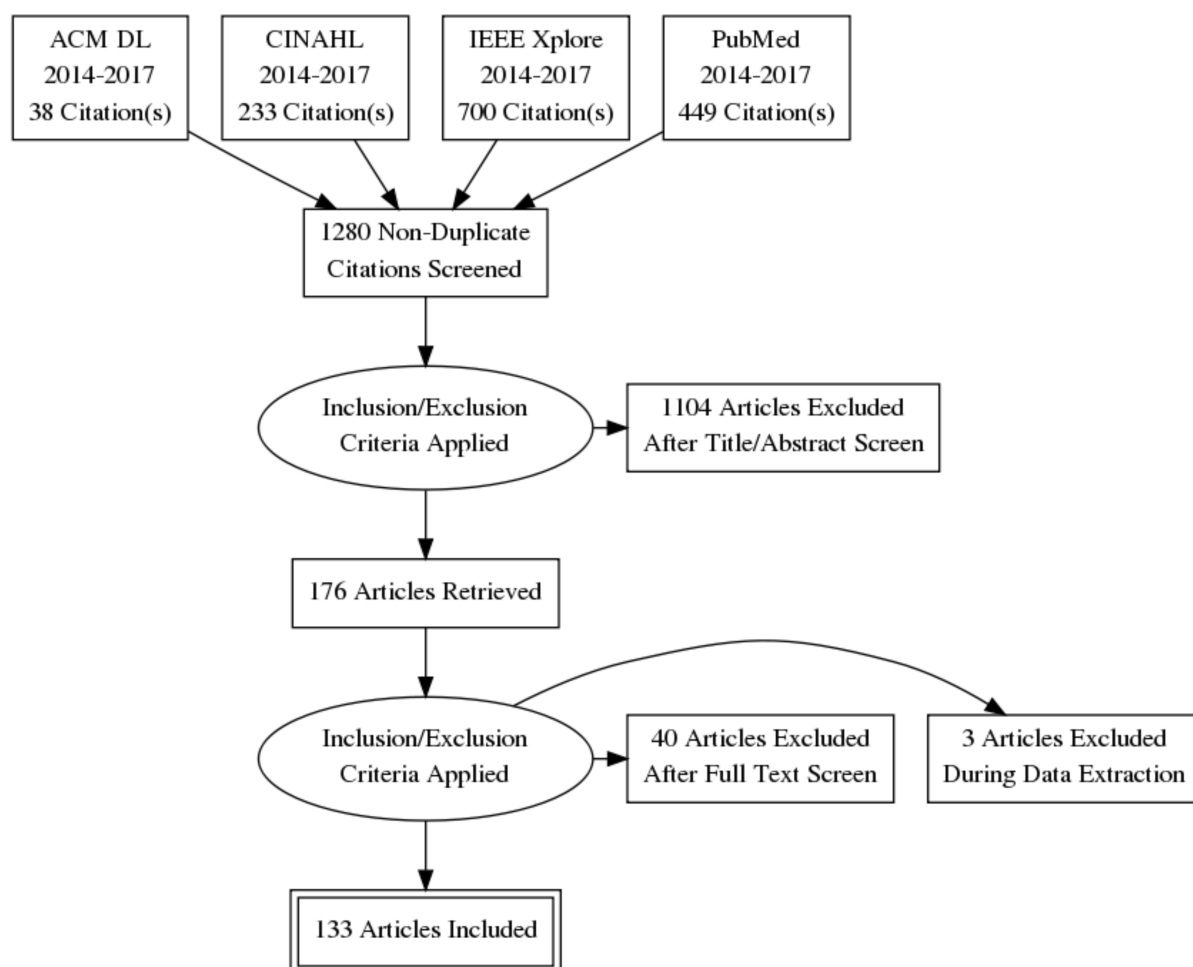 ACM DL
2014-2017
38 Citation(s)
CINAHL
2014-2017
233 Citation(s)
IEEE Xplore
2014-2017
700 Citation(s)
PubMed
2014-2017
449 Citation(s)
1280 Non-Duplicate
Citations Screened
Inclusion/Exclusion
Criteria Applied
1104 Articles Excluded
After Title/Abstract Screen
176 Articles Retrieved
Inclusion/Exclusion
Criteria Applied
40 Articles Excluded
After Full Text Screen
3 Articles Excluded
During Data Extraction
133 Articles Included